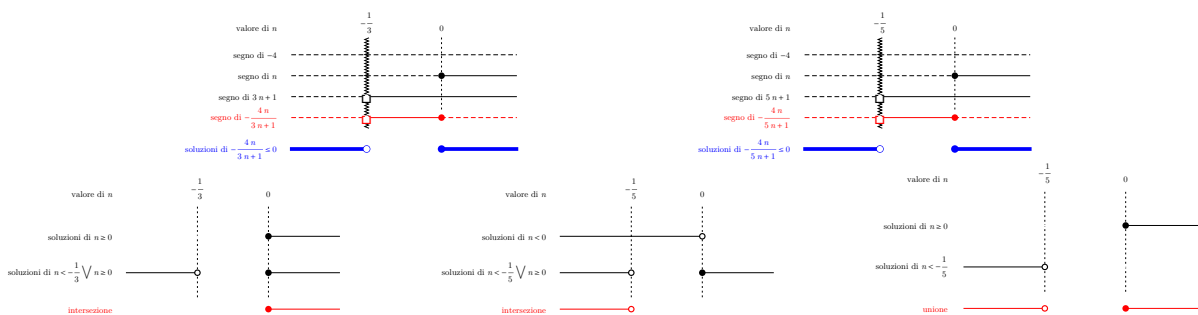 valore di n −1/3 0
segno di −4
segno di n
segno di 3 n+1
segno di −4 n/3 n+1
soluzioni di −4 n/3 n+1 ≤ 0
valore di n −1/5 0
segno di −4
segno di n
segno di 5 n+1
segno di −4 n/5 n+1
soluzioni di −4 n/5 n+1 ≤ 0
valore di n −1/3 0
soluzioni di n ≥ 0
soluzioni di n < −1/3 ⋁ n ≥ 0
intersezione
valore di n −1/5 0
soluzioni di n < 0
soluzioni di n < −1/5 ⋁ n ≥ 0
intersezione
valore di n −1/5 0
soluzioni di n ≥ 0
soluzioni di n < −1/5
unione